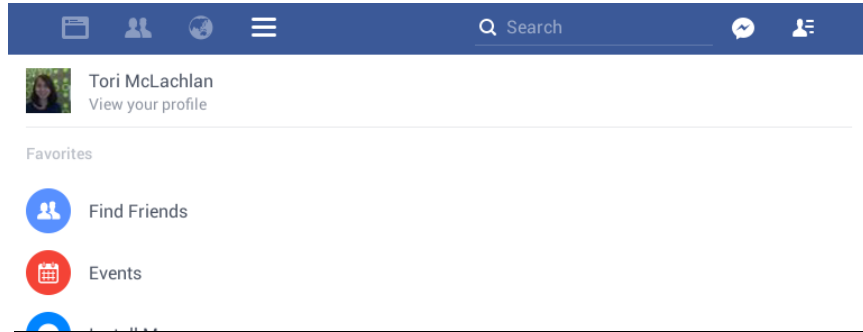 Search
Tori McLachlan
View your profile
Favorites
Find Friends
Events